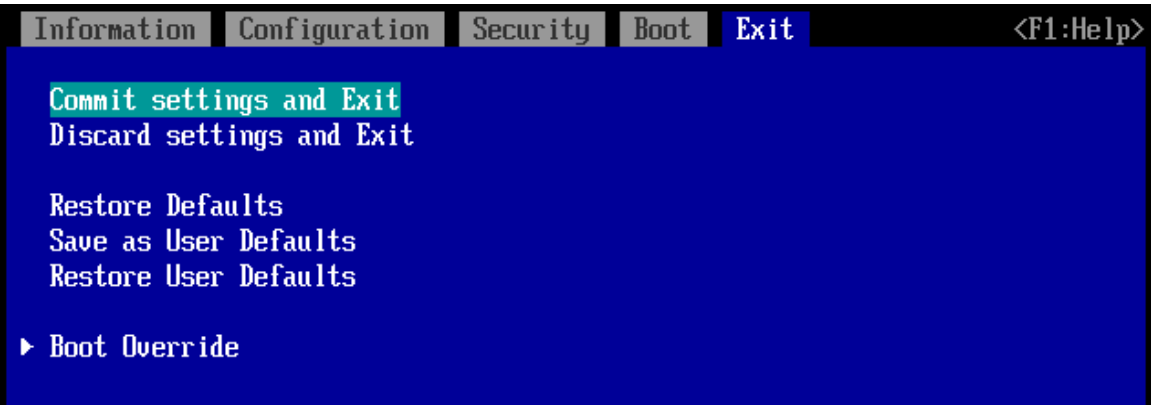 Information Configuration Security Boot Exit <F1:Help>
Commit settings and Exit
Discard settings and Exit
Restore Defaults
Save as User Defaults
Restore User Defaults
Boot Override